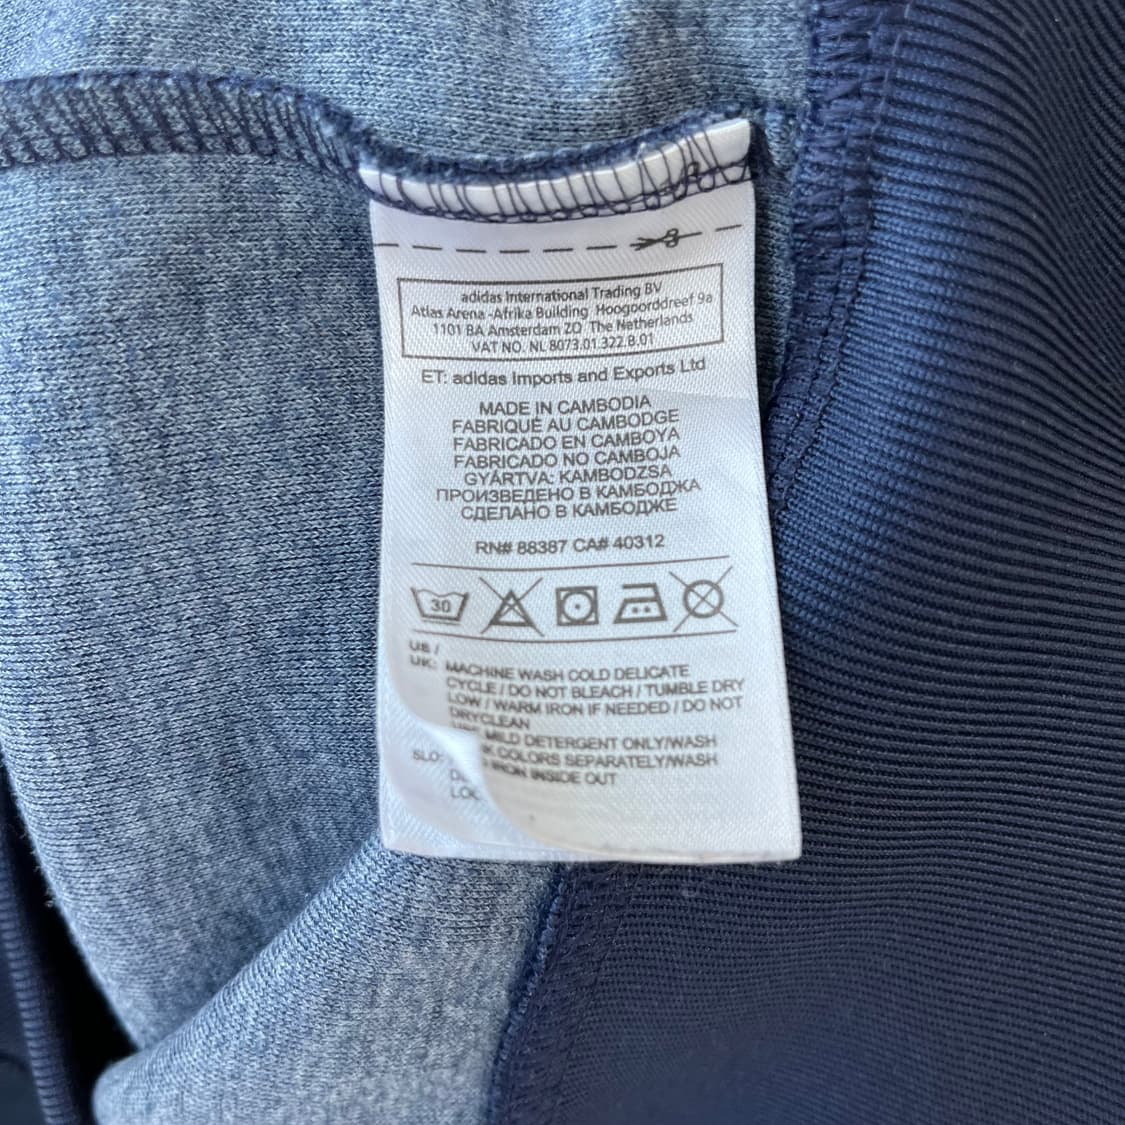 adidas International Trading BV
Atlas Arena -Afrika Building Hoogoorddreef 9a
1101 BA Amsterdam ZO The Netherlands
VAT NO. NL 8073.01.322.B.01
ET: adidas Imports and Exports Ltd
MADE IN CAMBODIA
FABRIQUÉ AU CAMBODGE
FABRICADO EN CAMBOYA
FABRICADO NO CAMBOJA
GYÁRTVA: KAMBODZSA
ПРОИЗВЕДЕНО В КАМБОДЖА
СДЕЛАНО В КАМБОДЖЕ
RN# 88387 CA# 40312
30
US /
UK: MACHINE WASH COLD DELICATE
CYCLE / DO NOT BLEACH / TUMBLE DRY
LOW / WARM IRON IF NEEDED / DO NOT
DRYCLEAN
MILD DETERGENT ONLY/WASH
COLORS SEPARATELY/WASH
IRON INSIDE OUT
SLO: